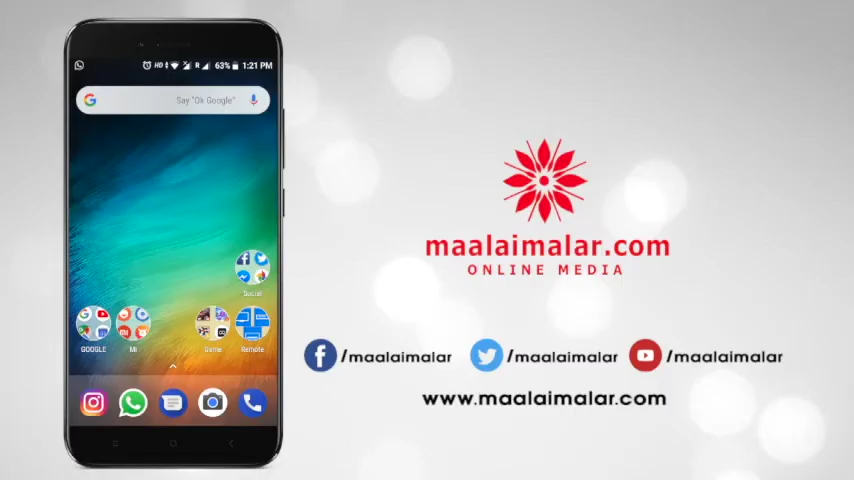 HD R 63% 1:21 PM
Say "Ok Google"
Social
GOOGLE Mi Game Remote
maalaimalar.com
ONLINE MEDIA
/maalaimalar /maalaimalar /maalaimalar
www.maalaimalar.com